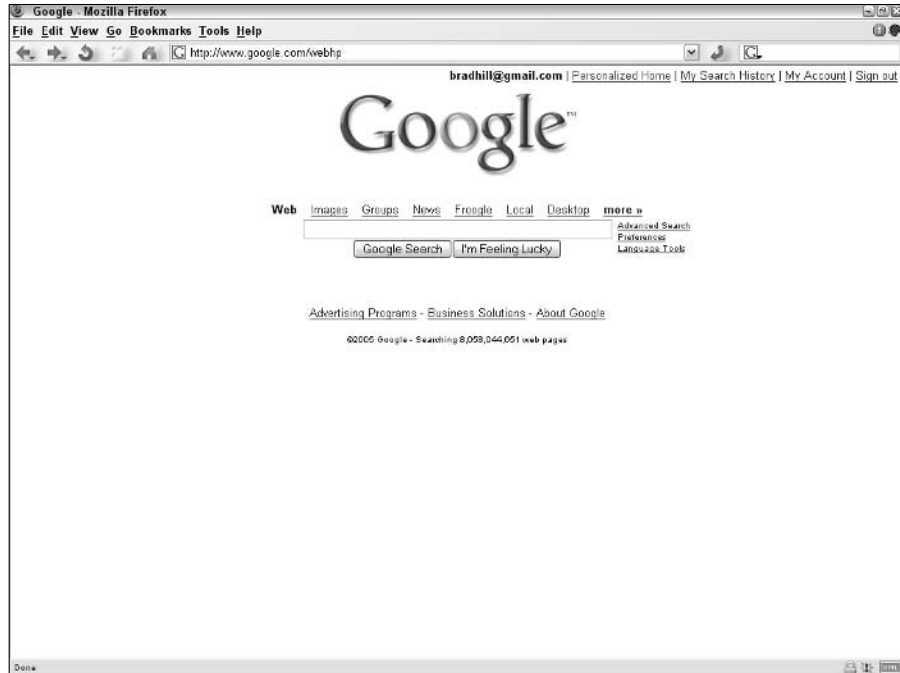 Google - Mozilla Firefox
File Edit View Go Bookmarks Tools Help
http://www.google.com/webhp
G
bradhill@gmail.com | Personalized Home | My Search History | My Account | Sign out
Google™
Web Images Groups News Froogle Local Desktop more »
Advanced Search
Preferences
Language Tools
Google Search I'm Feeling Lucky
Advertising Programs - Business Solutions - About Google
©2005 Google - Searching 8,058,044,651 web pages
Done